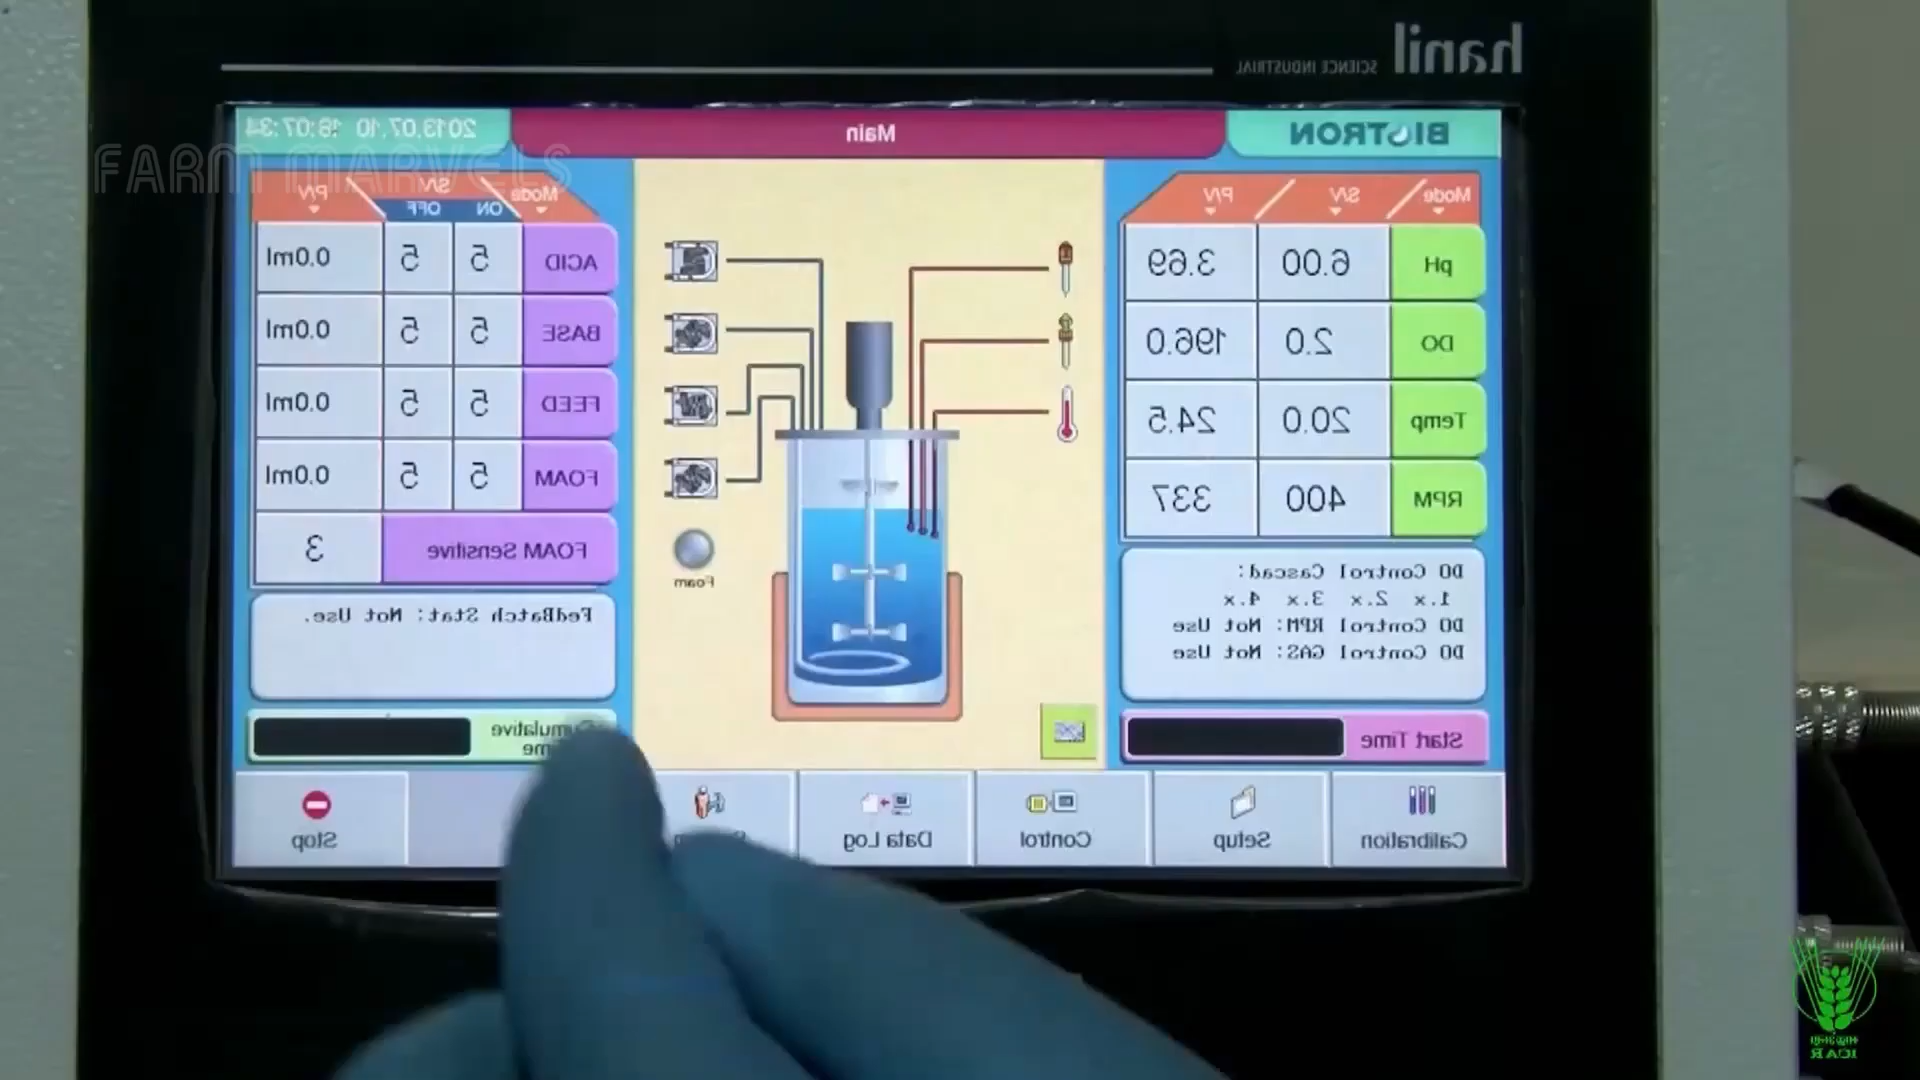 hanil
SCIENCE INDUSTRIAL
FARM MARVELS
BIOTRON
Main
2013.07.10
Mode S/V P/V
pH 6.00 3.69
DO 2.0 196.0
Temp 20.0 24.5
RPM 400 337
DO Control Cascad:
1.x 2.x 3.x 4.x
DO Control RPM: Not Use
DO Control GAS: Not Use
Start Time
Foam
Mode S/V P/V
ON OFF
ACID 5 5 0.0ml
BASE 5 5 0.0ml
FEED 5 5 0.0ml
FOAM 5 5 0.0ml
FOAM Sensitive 3
FedBatch Stat: Not Use.
Cumulative
Calibration Setup Control Data Log Stop
ICAR